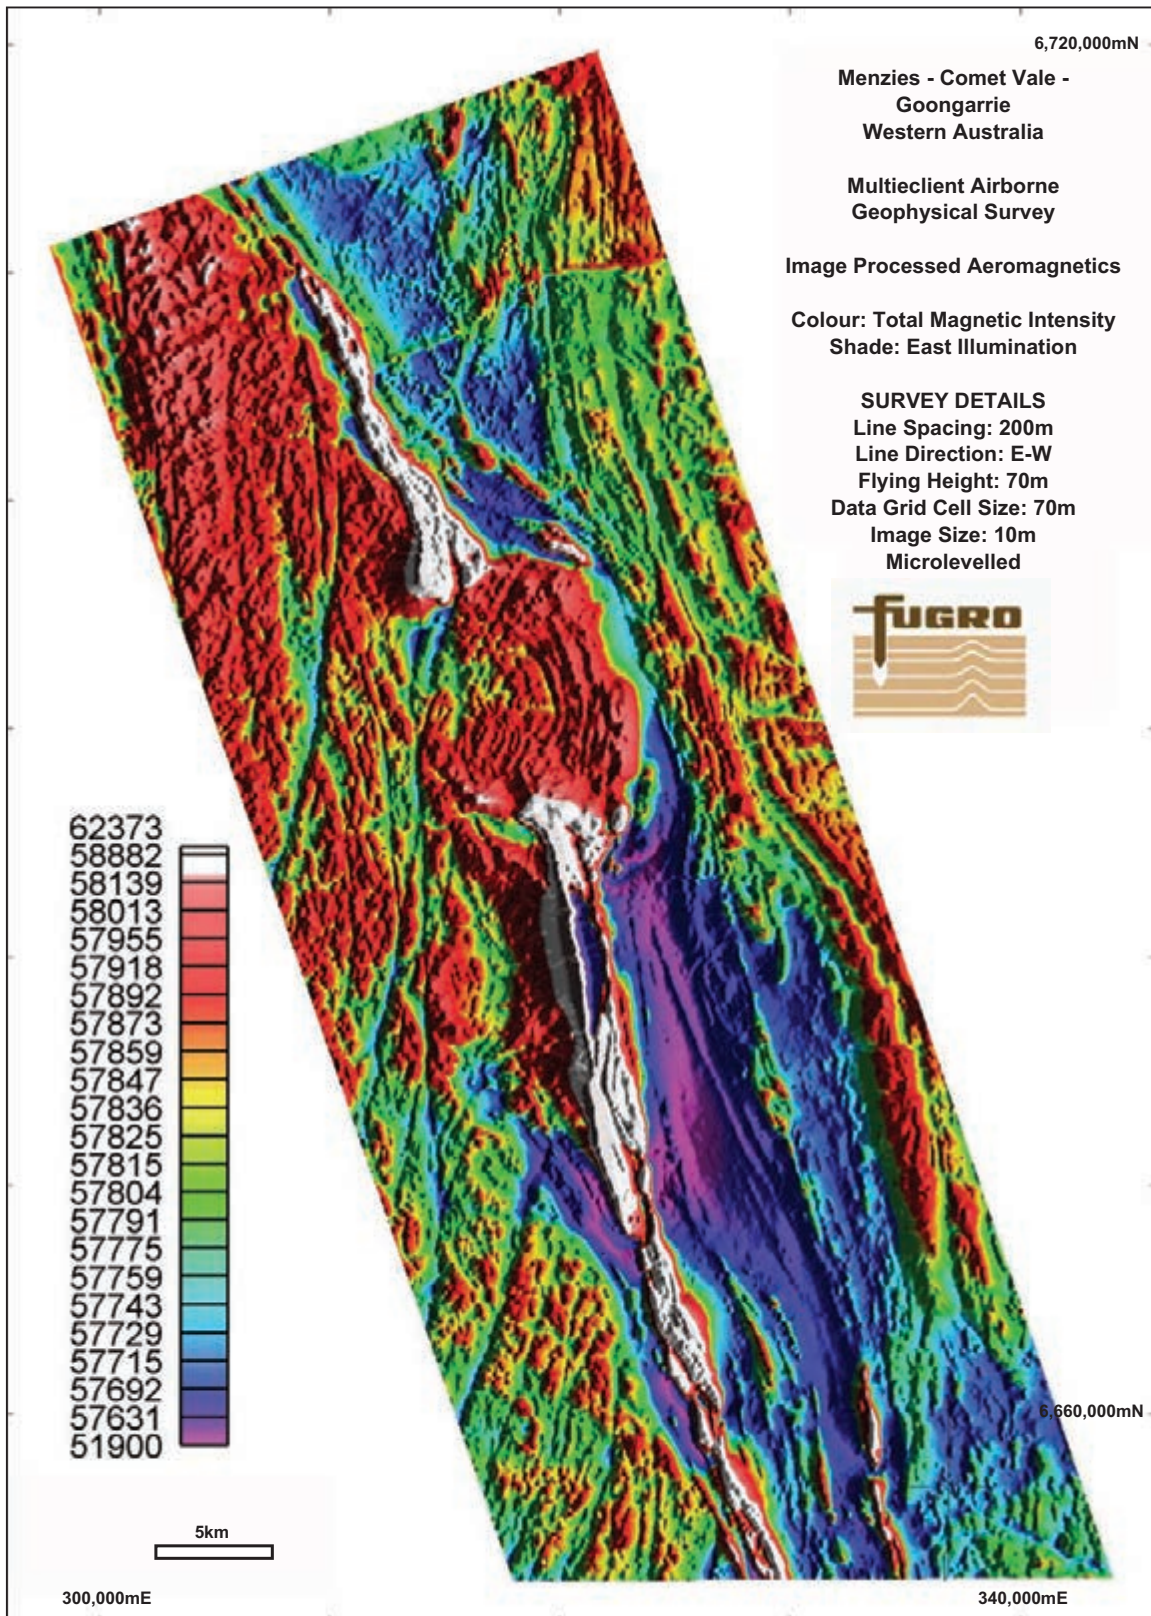 6,720,000mN
Menzies - Comet Vale -
Goongarrie
Western Australia
Multieclient Airborne
Geophysical Survey
Image Processed Aeromagnetics
Colour: Total Magnetic Intensity
Shade: East Illumination
SURVEY DETAILS
Line Spacing: 200m
Line Direction: E-W
Flying Height: 70m
Data Grid Cell Size: 70m
Image Size: 10m
Microlevelled
FUGRO
62373
58882
58139
58013
57955
57918
57892
57873
57859
57847
57836
57825
57815
57804
57791
57775
57759
57743
57729
57715
57692
57631
51900
6,660,000mN
5km
300,000mE
340,000mE